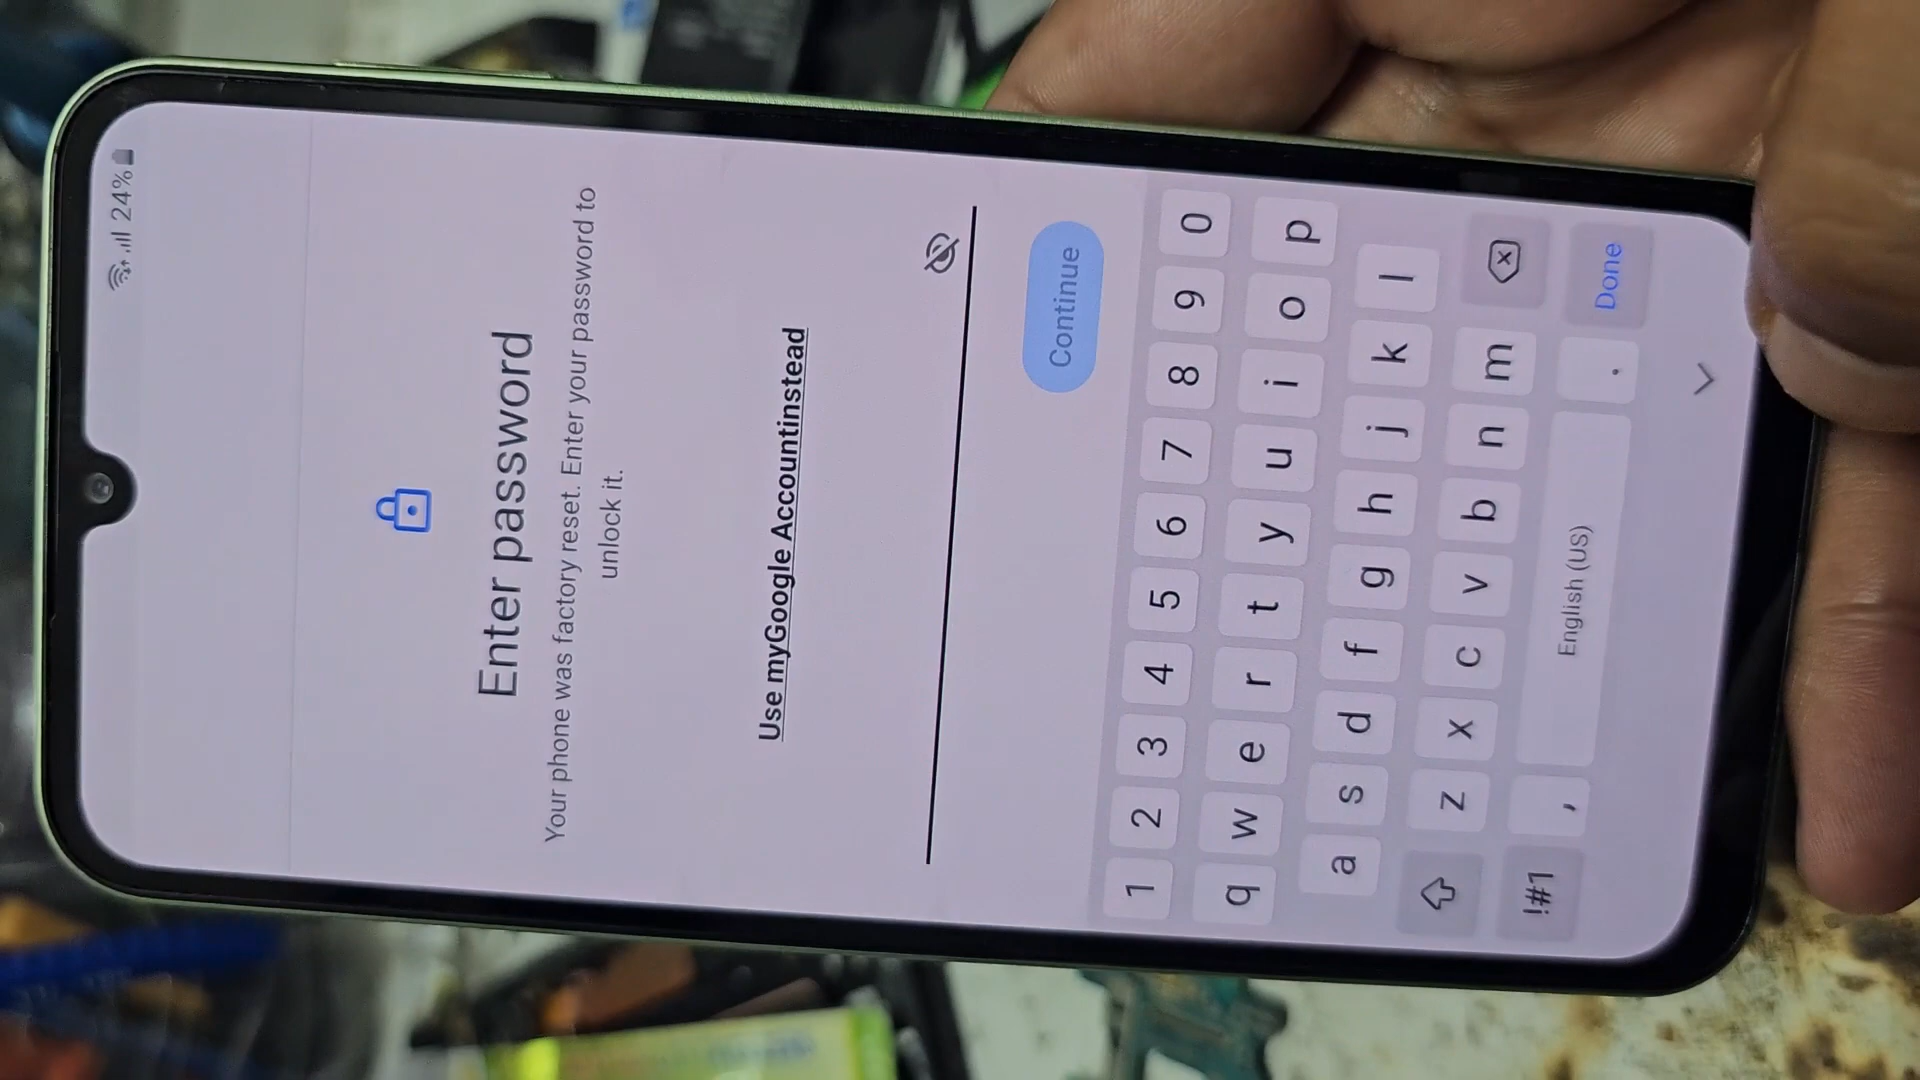 24%
Enter password
Your phone was factory reset. Enter your password to
unlock it.
Use myGoogle Accountinstead
Continue
1 2 3 4 5 6 7 8 9 0
q w e r t y u i o p
a s d f g h j k l
z x c v b n m
!#1 , English (US) . Done